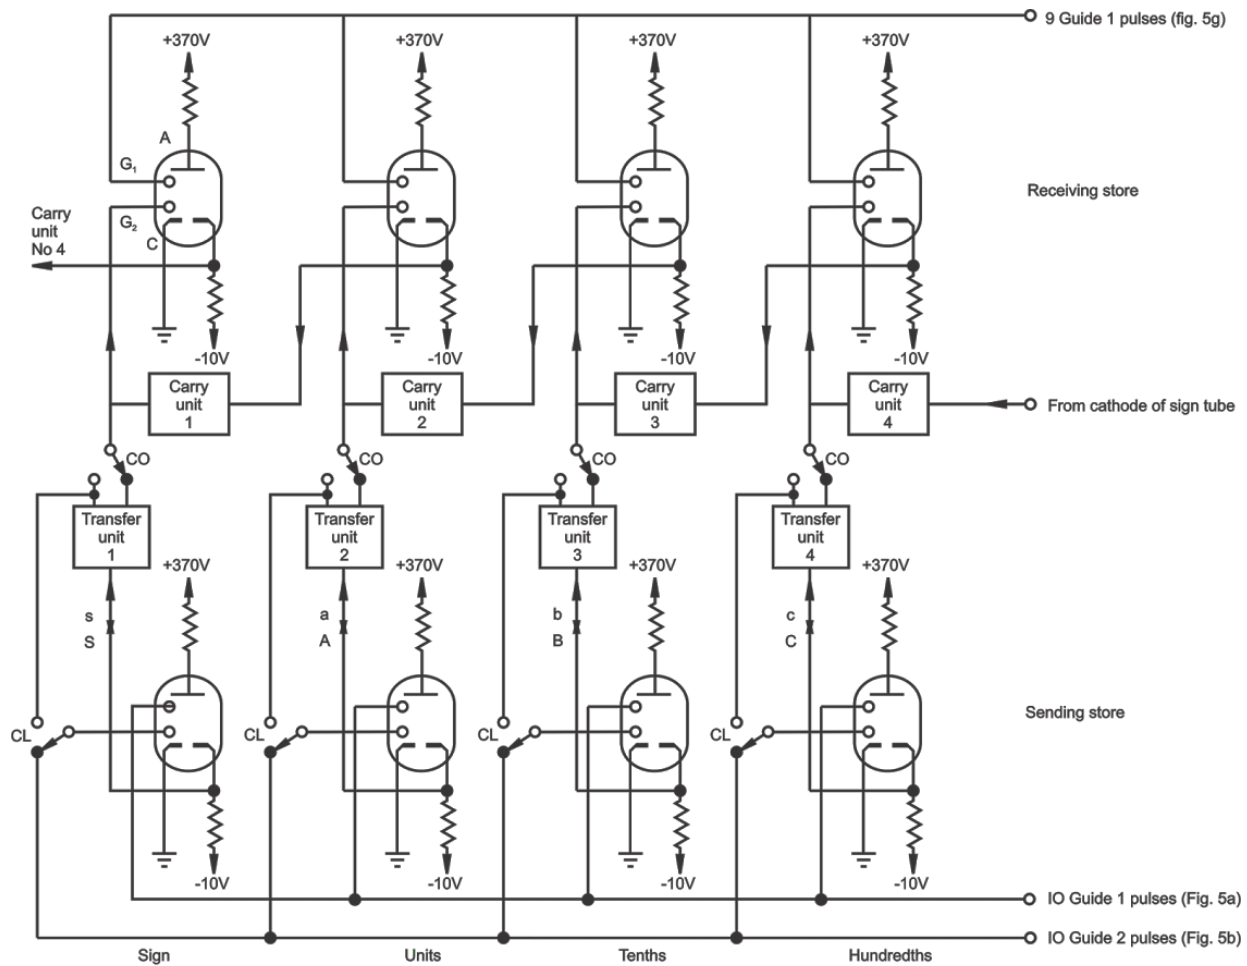 9 Guide 1 pulses (fig. 5g)
+370V
+370V
+370V
+370V
A
G₁
Receiving store
Carry
unit
No 4
G₂
C
-10V
-10V
-10V
-10V
Carry
unit
1
Carry
unit
2
Carry
unit
3
Carry
unit
4
From cathode of sign tube
CO
CO
CO
CO
Transfer
unit
1
Transfer
unit
2
Transfer
unit
3
Transfer
unit
4
+370V
+370V
+370V
+370V
s
S
a
A
b
B
c
C
Sending store
CL
CL
CL
CL
-10V
-10V
-10V
-10V
IO Guide 1 pulses (Fig. 5a)
IO Guide 2 pulses (Fig. 5b)
Sign
Units
Tenths
Hundredths